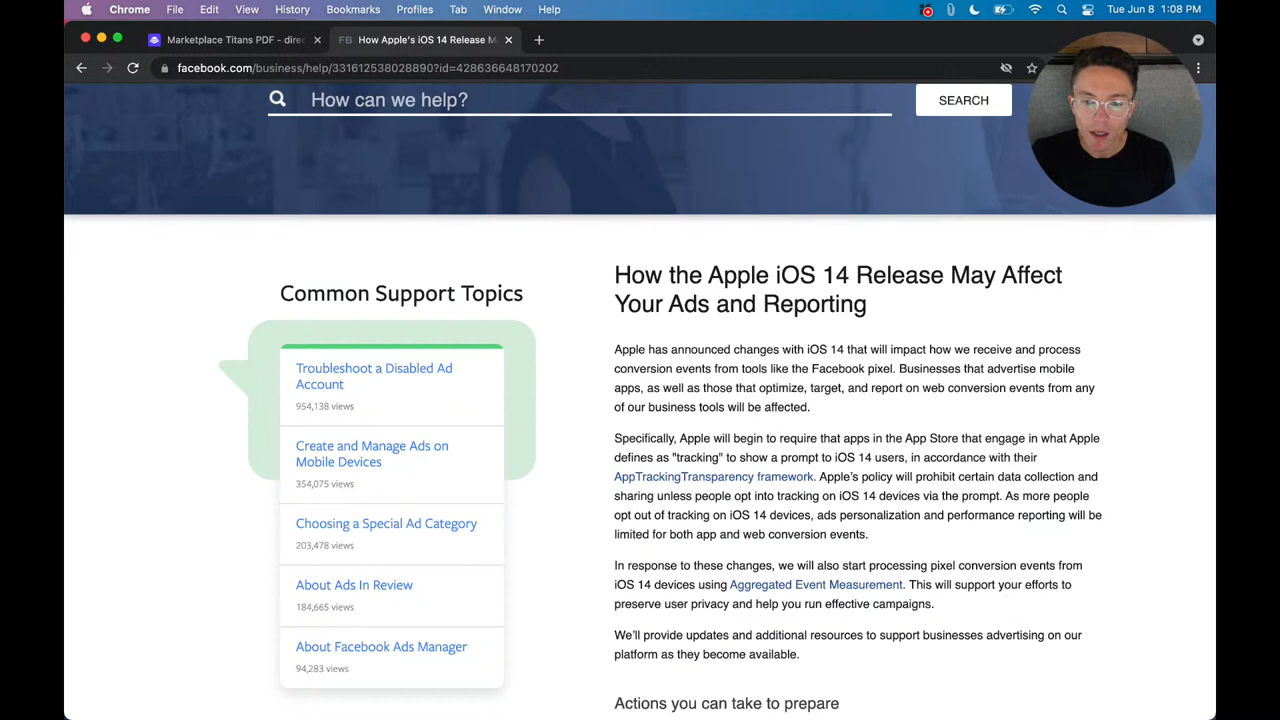 Chrome File Edit View History Bookmarks Profiles Tab Window Help Tue Jun 8 1:08 PM
Marketplace Titans PDF - direc
FB How Apple's iOS 14 Release M
facebook.com/business/help/331612538028890?id=428636648170202
How can we help? SEARCH
Common Support Topics
Troubleshoot a Disabled Ad
Account
954,138 views
Create and Manage Ads on
Mobile Devices
354,075 views
Choosing a Special Ad Category
203,478 views
About Ads In Review
184,665 views
About Facebook Ads Manager
94,283 views
How the Apple iOS 14 Release May Affect
Your Ads and Reporting
Apple has announced changes with iOS 14 that will impact how we receive and process
conversion events from tools like the Facebook pixel. Businesses that advertise mobile
apps, as well as those that optimize, target, and report on web conversion events from any
of our business tools will be affected.
Specifically, Apple will begin to require that apps in the App Store that engage in what Apple
defines as "tracking" to show a prompt to iOS 14 users, in accordance with their
AppTrackingTransparency framework. Apple's policy will prohibit certain data collection and
sharing unless people opt into tracking on iOS 14 devices via the prompt. As more people
opt out of tracking on iOS 14 devices, ads personalization and performance reporting will be
limited for both app and web conversion events.
In response to these changes, we will also start processing pixel conversion events from
iOS 14 devices using Aggregated Event Measurement. This will support your efforts to
preserve user privacy and help you run effective campaigns.
We'll provide updates and additional resources to support businesses advertising on our
platform as they become available.
Actions you can take to prepare